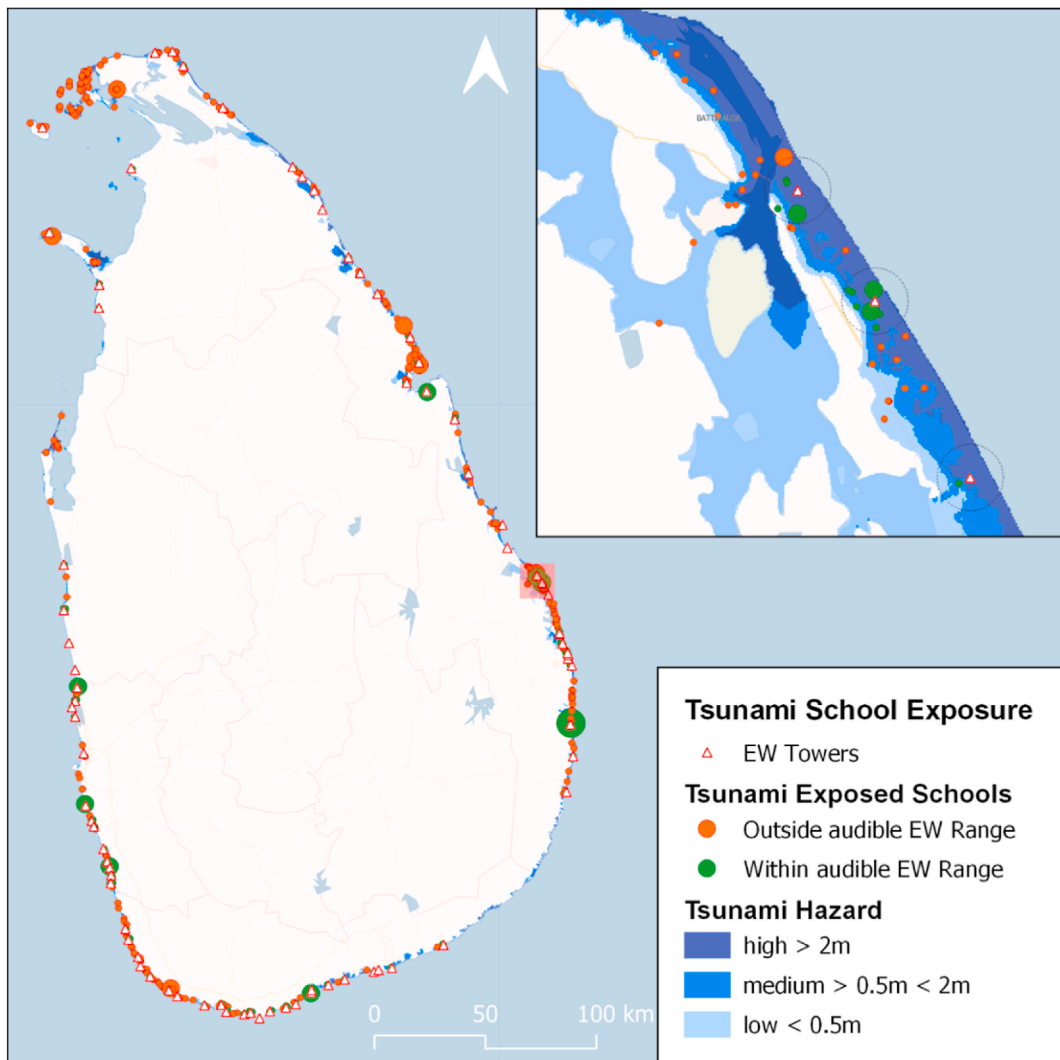 Tsunami School Exposure
EW Towers
Tsunami Exposed Schools
Outside audible EW Range
Within audible EW Range
Tsunami Hazard
high > 2m
medium > 0.5m < 2m
low < 0.5m
0 50 100 km